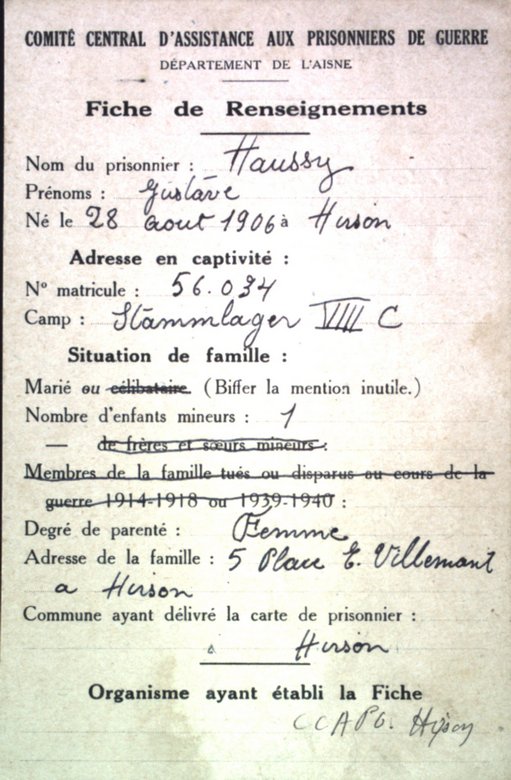 COMITÉ CENTRAL D'ASSISTANCE AUX PRISONNIERS DE GUERRE
DÉPARTEMENT DE L'AISNE
Fiche de Renseignements
Nom du prisonnier : Haussy
Prénoms : Gustave
Né le 28 aout 1906 à Hirson
Adresse en captivité :
N° matricule : 56.034
Camp : Stammlager VIII C
Situation de famille :
Marié ou célibataire. (Biffer la mention inutile.)
Nombre d'enfants mineurs : 1
— de frères et sœurs mineurs :
Membres de la famille tués ou disparus au cours de la
guerre 1914-1918 ou 1939-1940 :
Degré de parenté : Femme
Adresse de la famille : 5 Place E. Villemant
a Hirson
Commune ayant délivré la carte de prisonnier :
Hirson
Organisme ayant établi la Fiche
CCAPG. Hirson